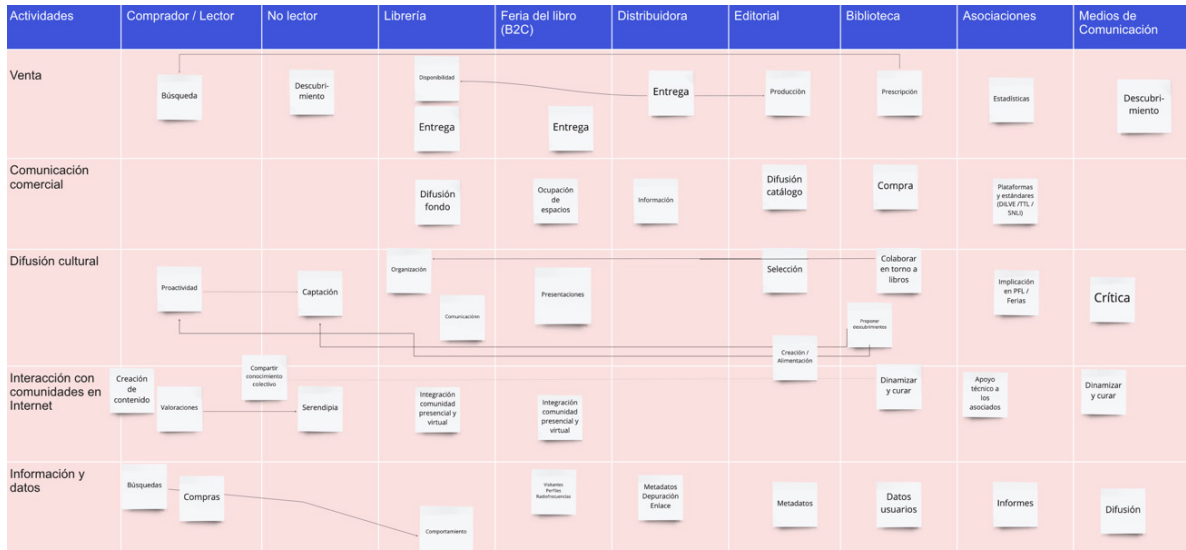 Actividades
Comprador / Lector
No lector
Librería
Feria del libro
(B2C)
Distribuidora
Editorial
Biblioteca
Asociaciones
Medios de
Comunicación
Venta
Búsqueda
Descubri-
miento
Disponibilidad
Entrega
Entrega
Entrega
Producción
Prescripción
Estadísticas
Descubri-
miento
Comunicación
comercial
Difusión
fondo
Ocupación
de
espacios
Información
Difusión
catálogo
Compra
Plataformas
y estándares
(DILVE /TTL /
SNLI)
Difusión cultural
Proactividad
Captación
Organización
Comunicaciones
Presentaciones
Selección
Creación /
Alimentación
Colaborar
en torno a
libros
Proponer
descubrimientos
Implicación
en PFL /
Ferias
Crítica
Interacción con
comunidades en
Internet
Creación
de
contenido
Valoraciones
Compartir
conocimiento
colectivo
Serendipia
Integración
comunidad
presencial y
virtual
Integración
comunidad
presencial y
virtual
Dinamizar
y curar
Apoyo
técnico a
los
asociados
Dinamizar
y curar
Información y
datos
Búsquedas
Compras
Comportamiento
Visitantes
Perfiles
Radiofrecuencias
Metadatos
Depuración
Enlace
Metadatos
Datos
usuarios
Informes
Difusión